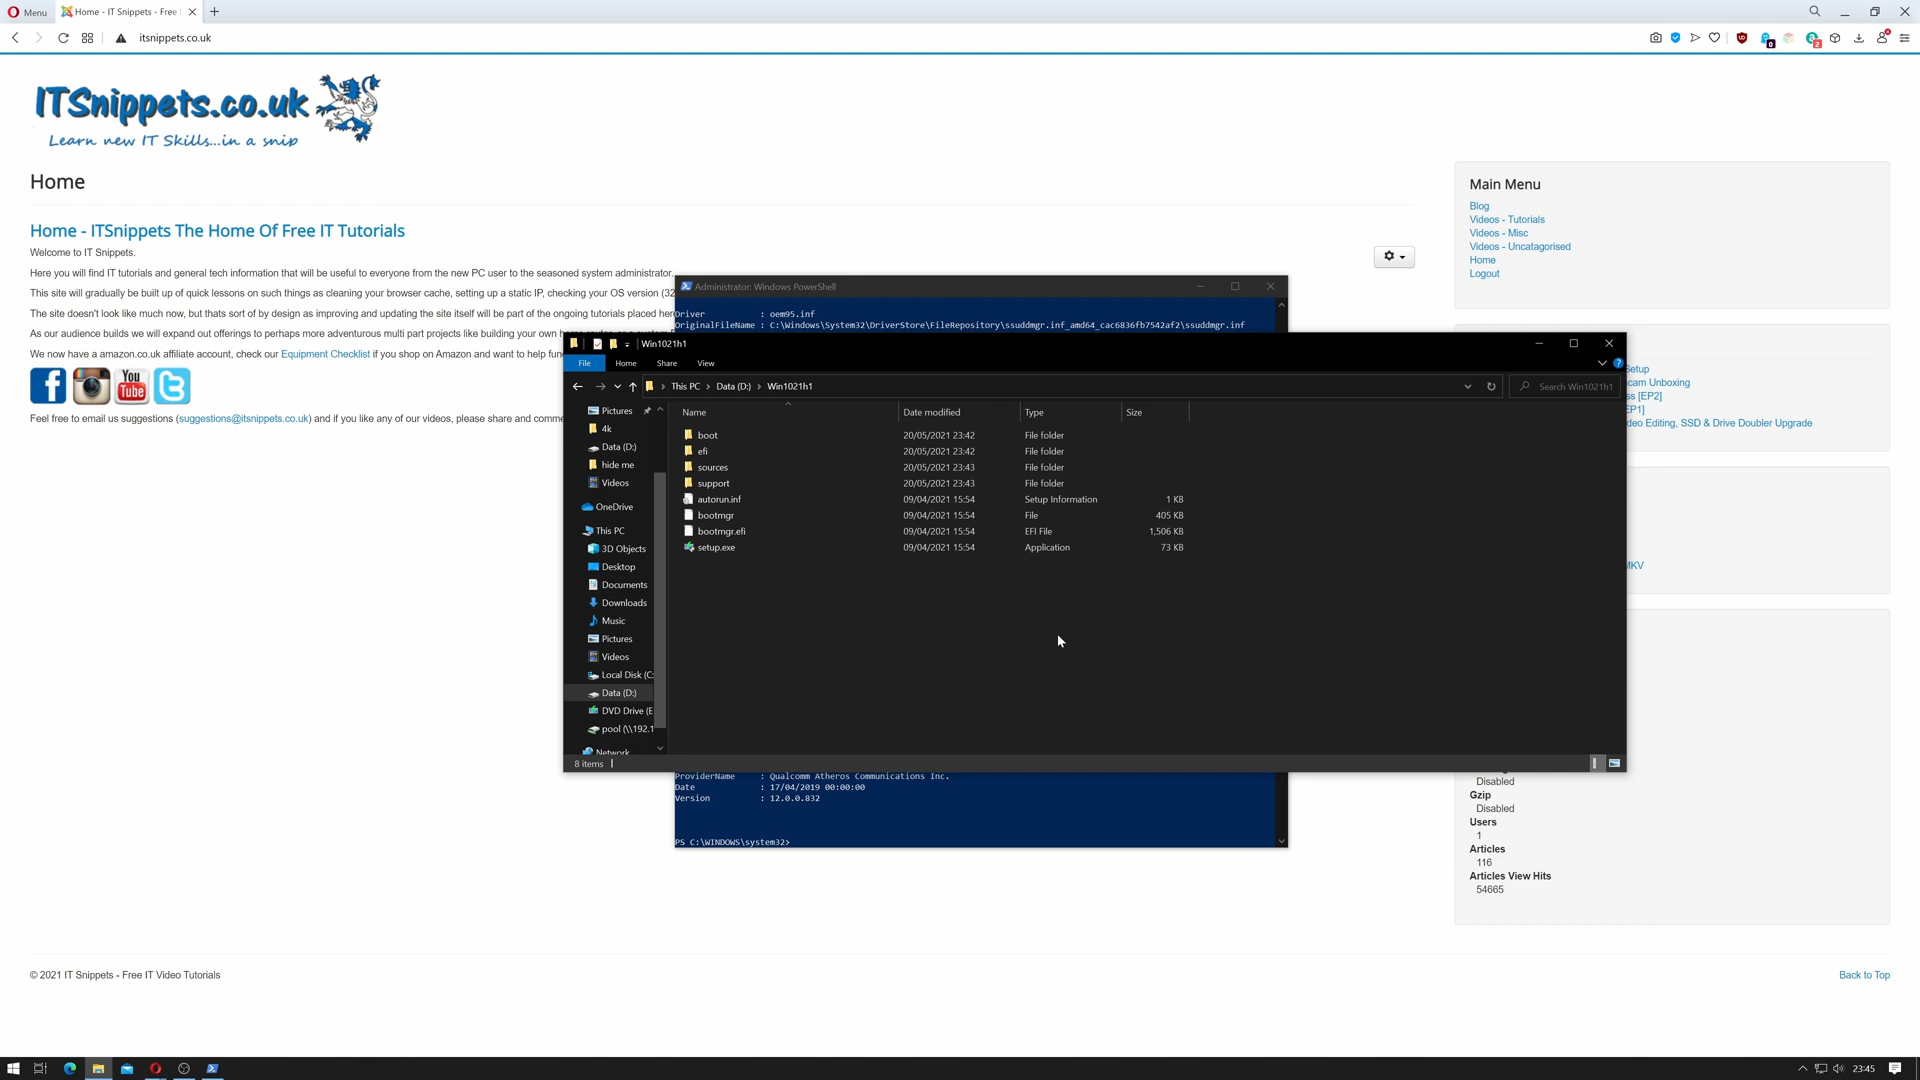 Menu
Home - IT Snippets - Free
itsnippets.co.uk
0
2
ITSnippets.co.uk
Learn new IT Skills...in a snip
Home
Home - ITSnippets The Home Of Free IT Tutorials
Welcome to IT Snippets.
Here you will find IT tutorials and general tech information that will be useful to everyone from the new PC user to the seasoned system administrator.
This site will gradually be built up of quick lessons on such things as cleaning your browser cache, setting up a static IP, checking your OS version (32
The site doesn't look like much now, but thats sort of by design as improving and updating the site itself will be part of the ongoing tutorials placed her
As our audience builds we will expand out offerings to perhaps more adventurous multi part projects like building your own
We now have a amazon.co.uk affiliate account, check our Equipment Checklist if you shop on Amazon and want to help fun
You
Tube
Feel free to email us suggestions (suggestions@itsnippets.co.uk) and if you like any of our videos, please share and comme
Main Menu
Blog
Videos - Tutorials
Videos - Misc
Videos - Uncatagorised
Home
Logout
Setup
cam Unboxing
ss [EP2]
EP1]
deo Editing, SSD & Drive Doubler Upgrade
MKV
Disabled
Gzip
Disabled
Users
1
Articles
116
Articles View Hits
54665
Administrator: Windows PowerShell
Driver : oem95.inf
OriginalFileName : C:\Windows\System32\DriverStore\FileRepository\ssuddmgr.inf_amd64_cac6836fb7542af2\ssuddmgr.inf
Win1021h1
File Home Share View
This PC > Data (D:) > Win1021h1
Search Win1021h1
Pictures
4k
Data (D:)
hide me
Videos
OneDrive
This PC
3D Objects
Desktop
Documents
Downloads
Music
Pictures
Videos
Local Disk (C:
Data (D:)
DVD Drive (E
pool (\\192.1
Network
Name Date modified Type Size
boot 20/05/2021 23:42 File folder
efi 20/05/2021 23:42 File folder
sources 20/05/2021 23:43 File folder
support 20/05/2021 23:43 File folder
autorun.inf 09/04/2021 15:54 Setup Information 1 KB
bootmgr 09/04/2021 15:54 File 405 KB
bootmgr.efi 09/04/2021 15:54 EFI File 1,506 KB
setup.exe 09/04/2021 15:54 Application 73 KB
8 items
ProviderName : Qualcomm Atheros Communications Inc.
Date : 17/04/2019 00:00:00
Version : 12.0.0.832
PS C:\WINDOWS\system32>
© 2021 IT Snippets - Free IT Video Tutorials
Back to Top
23:45